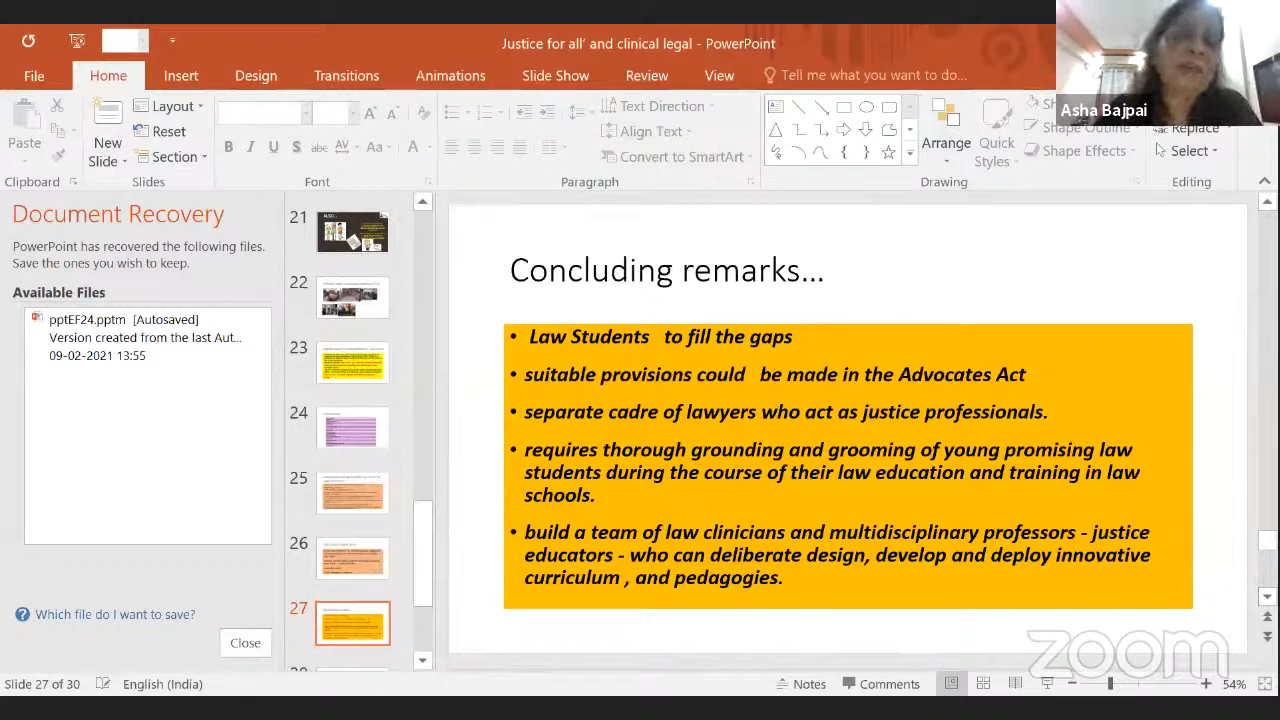 Justice for all' and clinical legal - PowerPoint
File Home Insert Design Transitions Animations Slide Show Review View Tell me what you want to do...
Asha Bajpai
Paste
New Slide
Layout
Reset
Section
B I U S abc AV Aa A
Text Direction
Align Text
Convert to SmartArt
Arrange
Quick Styles
Shape Outline
Shape Effects
Replace
Select
Clipboard Slides Font Paragraph Drawing Editing
Document Recovery
PowerPoint has recovered the following files.
Save the ones you wish to keep.
Available Files
pptEF24.pptm [Autosaved]
Version created from the last Aut...
09-02-2021 13:55
Which file do I want to save?
Close
21
ALSO...
22
23
24
25
26
27
Concluding remarks...
• Law Students to fill the gaps
• suitable provisions could be made in the Advocates Act
• separate cadre of lawyers who act as justice professionals.
• requires thorough grounding and grooming of young promising law
students during the course of their law education and training in law
schools.
• build a team of law clinicians and multidisciplinary professors - justice
educators - who can deliberate design, develop and deploy innovative
curriculum , and pedagogies.
zoom
Slide 27 of 30 English (India) Notes Comments 54%